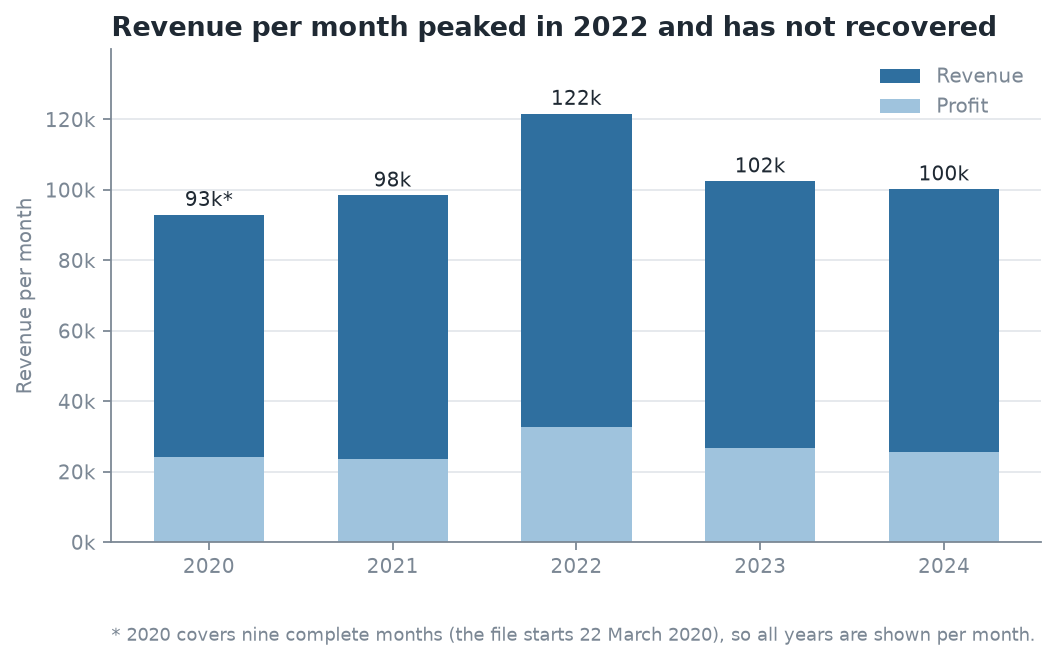 Revenue per month peaked in 2022 and has not recovered
Revenue
Profit
Revenue per month
120k
100k
80k
60k
40k
20k
0k
93k*
98k
122k
102k
100k
2020
2021
2022
2023
2024
* 2020 covers nine complete months (the file starts 22 March 2020), so all years are shown per month.